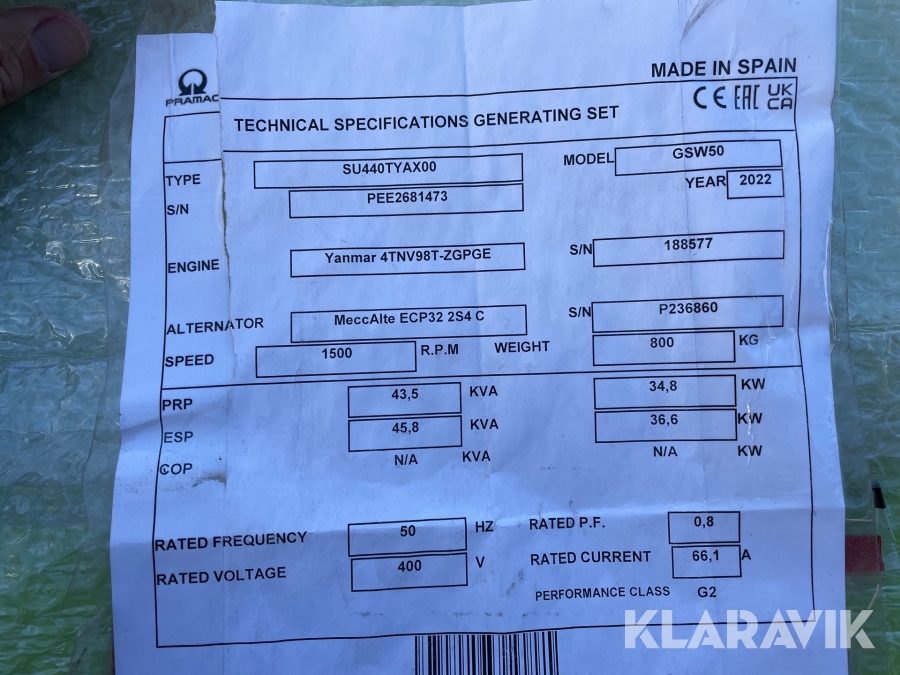 MADE IN SPAIN
PRAMAC
CE EAC UK CA
TECHNICAL SPECIFICATIONS GENERATING SET
TYPE SU440TYAX00 MODEL GSW50
YEAR 2022
S/N PEE2681473
ENGINE Yanmar 4TNV98T-ZGPGE S/N 188577
ALTERNATOR MeccAlte ECP32 2S4 C S/N P236860
SPEED 1500 R.P.M WEIGHT 800 KG
PRP 43,5 KVA 34,8 KW
ESP 45,8 KVA 36,6 KW
COP N/A KVA N/A KW
RATED FREQUENCY 50 HZ RATED P.F. 0,8
RATED VOLTAGE 400 V RATED CURRENT 66,1 A
PERFORMANCE CLASS G2
KLARAVIK